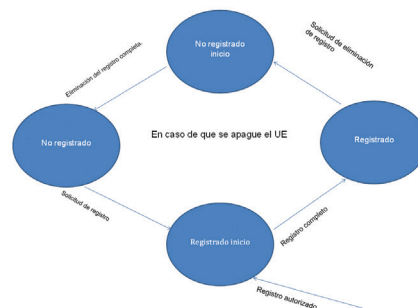 No registrado
inicio
Solicitud de eliminación
de registro
Eliminación del registro completa.
No registrado
En caso de que se apague el UE
Registrado
Solicitud de registro
Registrado inicio
Registro completo
Registro autorizado